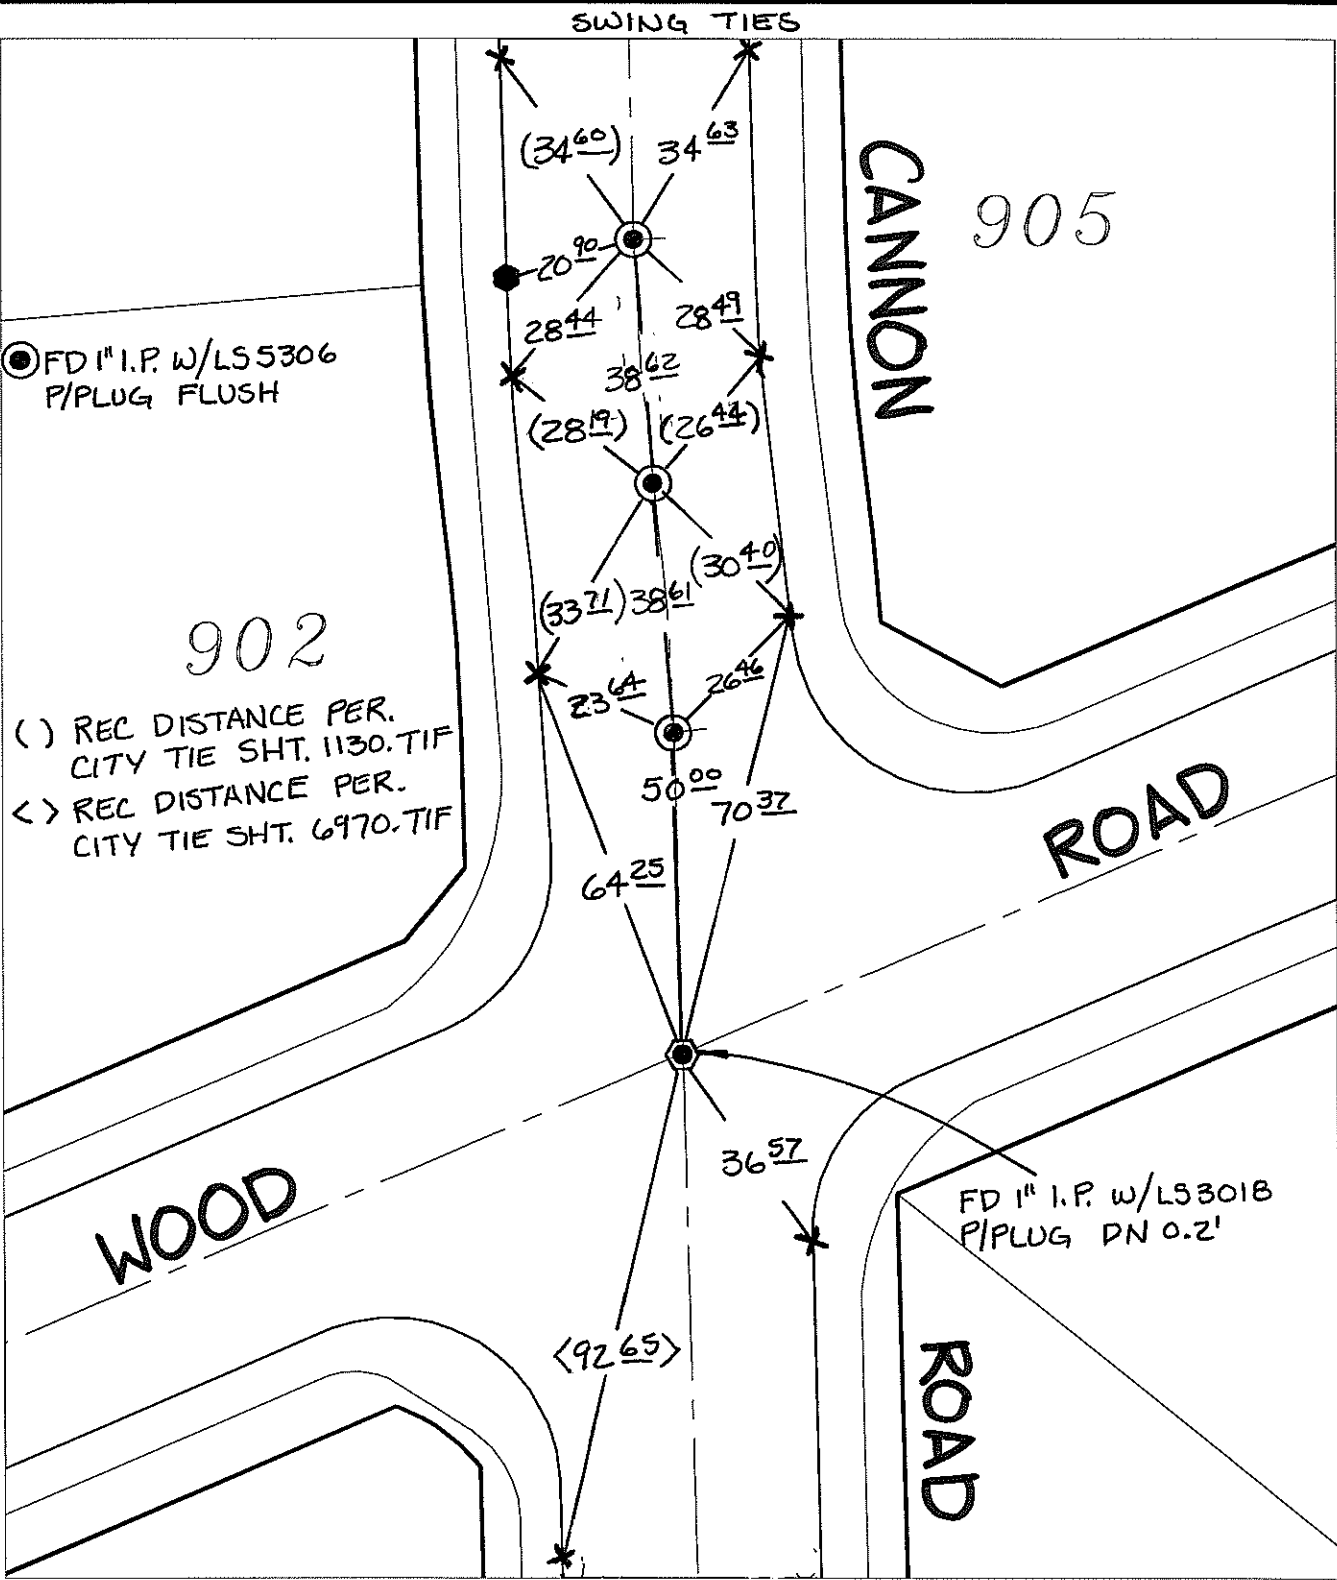 SWING TIES
(34 60) 34 63
CANNON
905
20 90
28 44 28 49
FD 1" I.P. W/LS 5306
P/PLUG FLUSH
38 62
(28 19) (26 44)
(30 40)
(33 71) 38 61
902
23 64 26 46
( ) REC DISTANCE PER.
CITY TIE SHT. 1130.TIF
< > REC DISTANCE PER.
CITY TIE SHT. 6970.TIF
50 00
70 37
ROAD
64 25
36 57
WOOD
FD 1" I.P. W/LS3018
P/PLUG DN 0.2'
<92 65>
ROAD